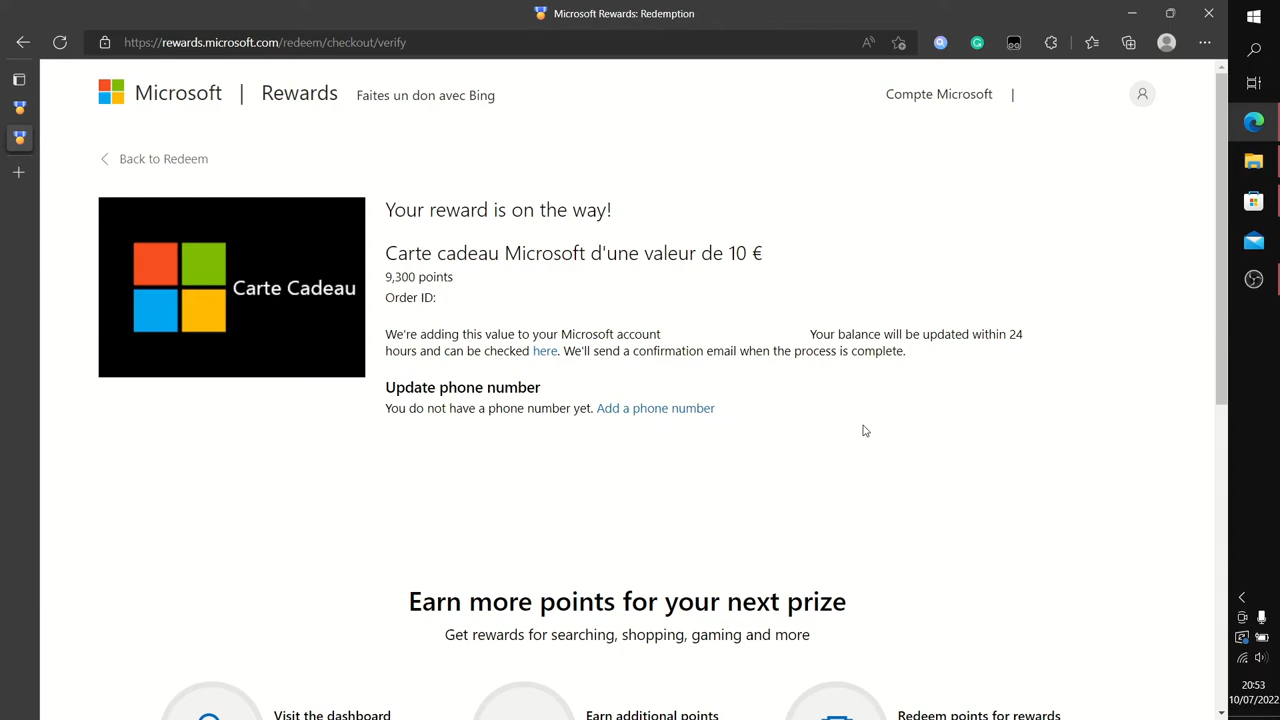 Microsoft Rewards: Redemption
https://rewards.microsoft.com/redeem/checkout/verify
Microsoft | Rewards Faites un don avec Bing
Compte Microsoft |
Back to Redeem
Carte Cadeau
Your reward is on the way!
Carte cadeau Microsoft d'une valeur de 10 €
9,300 points
Order ID:
We're adding this value to your Microsoft account Your balance will be updated within 24
hours and can be checked here. We'll send a confirmation email when the process is complete.
Update phone number
You do not have a phone number yet. Add a phone number
Earn more points for your next prize
Get rewards for searching, shopping, gaming and more
Visit the dashboard
Earn additional points
Redeem points for rewards
20:53
10/07/2022